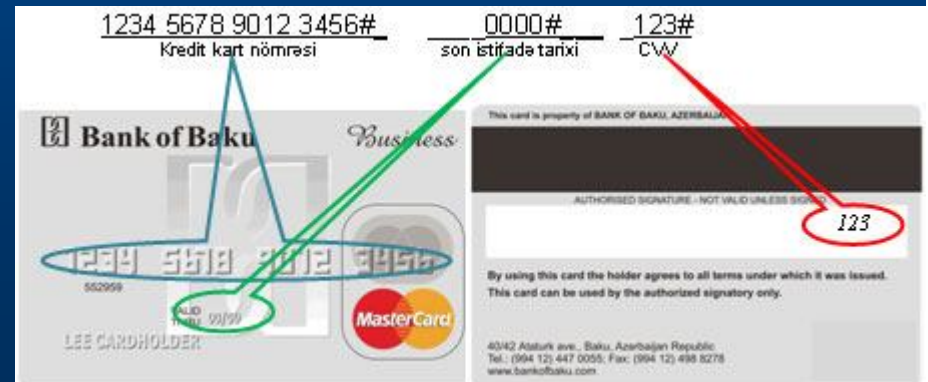 1234 5678 9012 3456#_ ___0000#___ _123#
Kredit kart nömrəsi son istifadə tarixi CVV
Bank of Baku Business
1234 5678 9012 3456
552959
VALID THRU 00/00
MasterCard
LEE CARDHOLDER
This card is property of BANK OF BAKU, AZERBAIJAN
AUTHORISED SIGNATURE - NOT VALID UNLESS SIGNED
123
By using this card the holder agrees to all terms under which it was issued.
This card can be used by the authorized signatory only.
40/42 Ataturk ave., Baku, Azerbaijan Republic
Tel.: (994 12) 447 0055; Fax: (994 12) 498 8278
www.bankofbaku.com